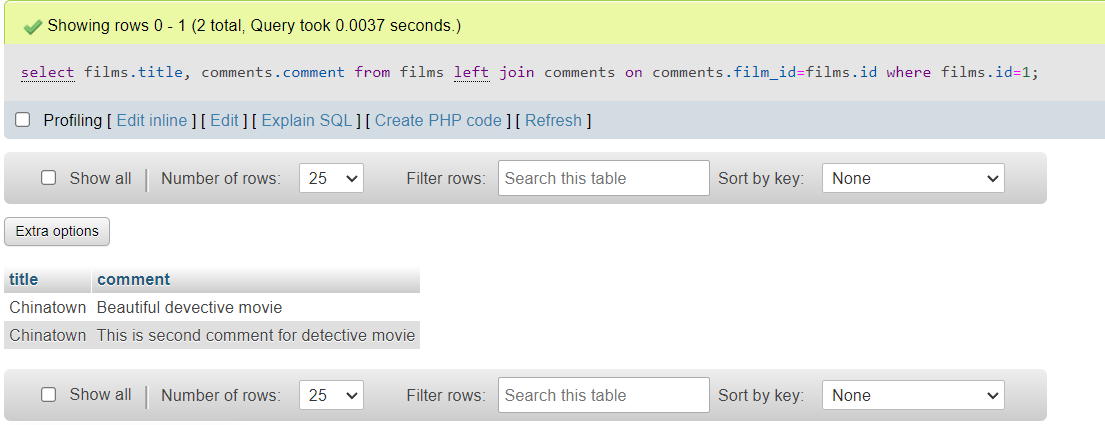 Showing rows 0 - 1 (2 total, Query took 0.0037 seconds.)
select films.title, comments.comment from films left join comments on comments.film_id=films.id where films.id=1;
Profiling [ Edit inline ] [ Edit ] [ Explain SQL ] [ Create PHP code ] [ Refresh ]
Show all | Number of rows: 25 Filter rows: Search this table Sort by key: None
Extra options
title comment
Chinatown Beautiful devective movie
Chinatown This is second comment for detective movie
Show all | Number of rows: 25 Filter rows: Search this table Sort by key: None